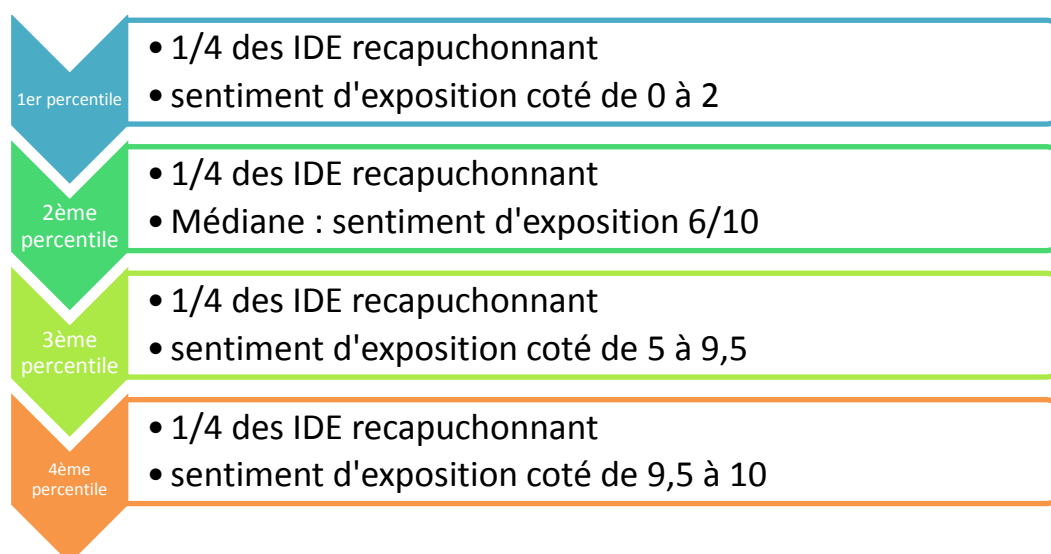 1er percentile
• 1/4 des IDE recapuchonnant
• sentiment d'exposition coté de 0 à 2
2ème
percentile
• 1/4 des IDE recapuchonnant
• Médiane : sentiment d'exposition 6/10
3ème
percentile
• 1/4 des IDE recapuchonnant
• sentiment d'exposition coté de 5 à 9,5
4ème
percentile
• 1/4 des IDE recapuchonnant
• sentiment d'exposition coté de 9,5 à 10